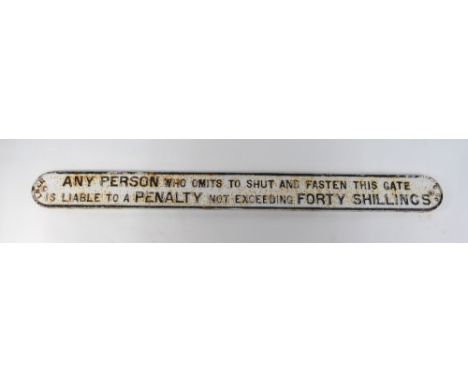 ANY PERSON WHO OMITS TO SHUT AND FASTEN THIS GATE
IS LIABLE TO A PENALTY NOT EXCEEDING FORTY SHILLINGS